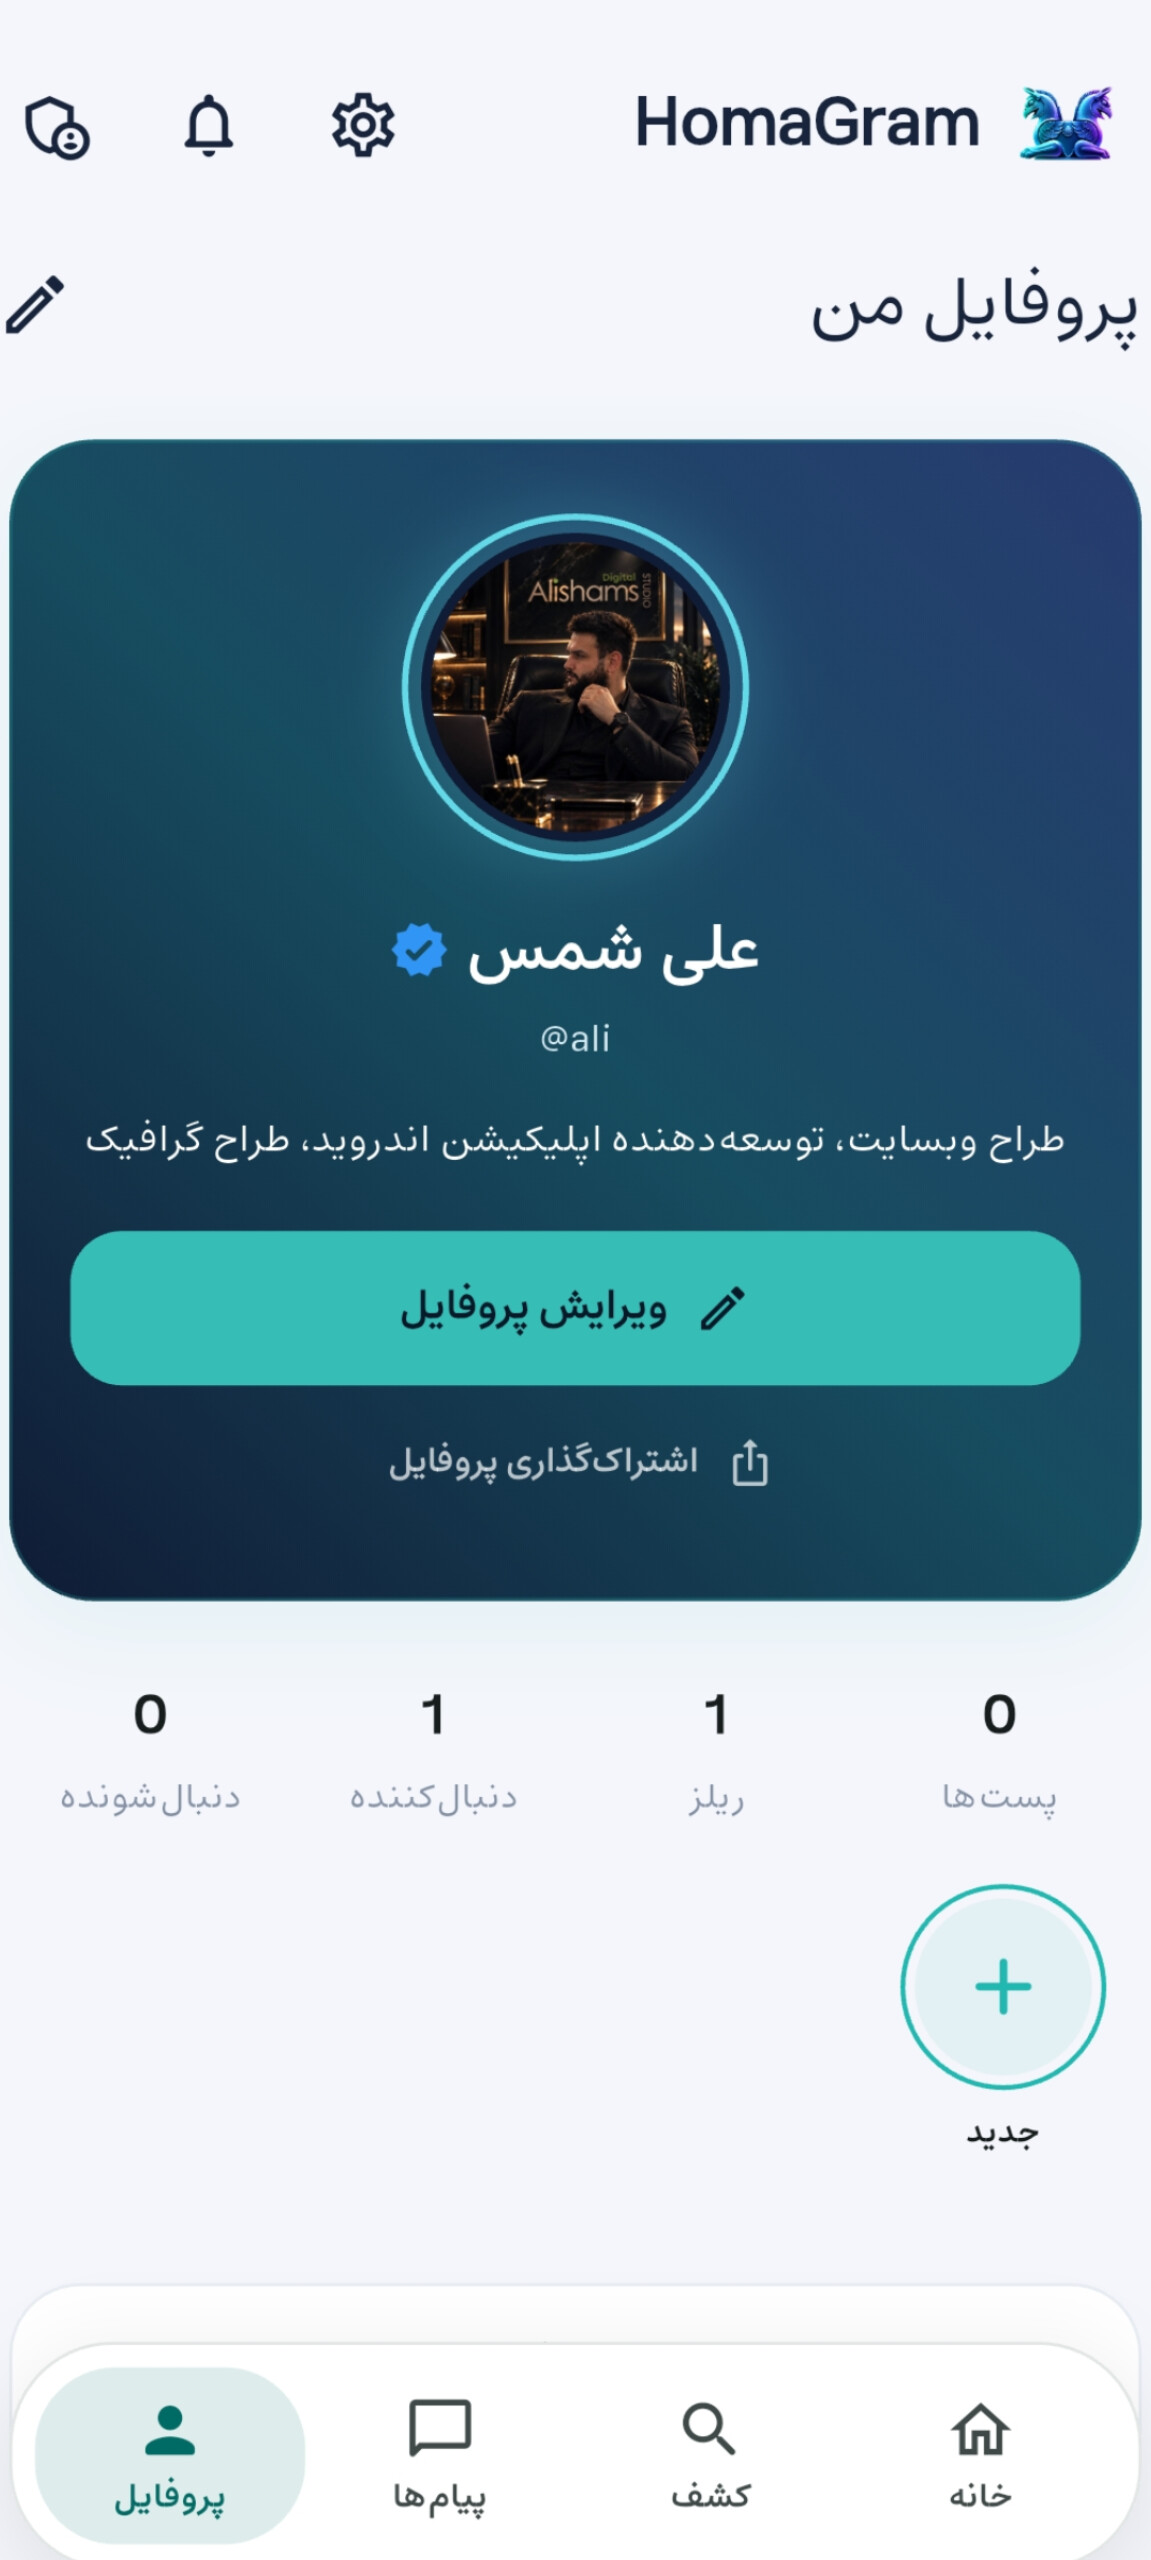 HomaGram
پروفایل من
Digital
Alishams
STUDIO
علی شمس
@ali
طراح وبسایت، توسعه‌دهنده اپلیکیشن اندروید، طراح گرافیک
ویرایش پروفایل
اشتراک‌گذاری پروفایل
0 1 1 0
پست‌ها ریلز دنبال‌کننده دنبال‌شونده
جدید
خانه کشف پیام‌ها پروفایل